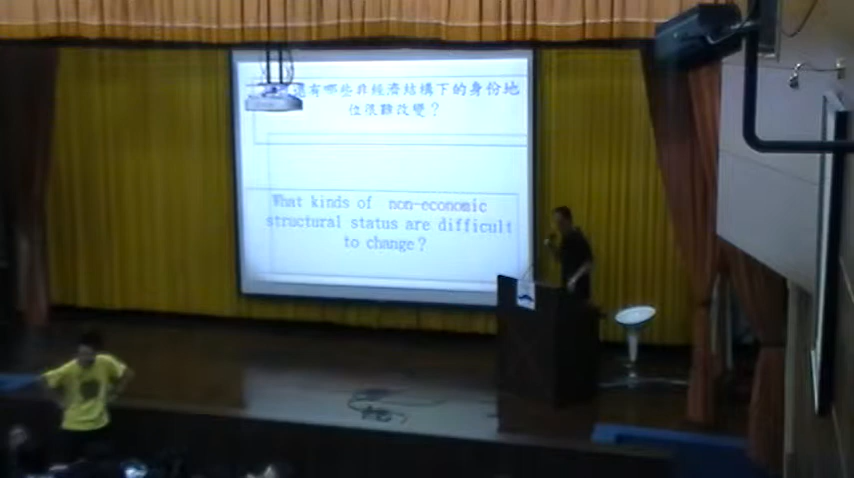 還有哪些非經濟結構下的身份地
位很難改變？
What kinds of non-economic
structural status are difficult
to change?